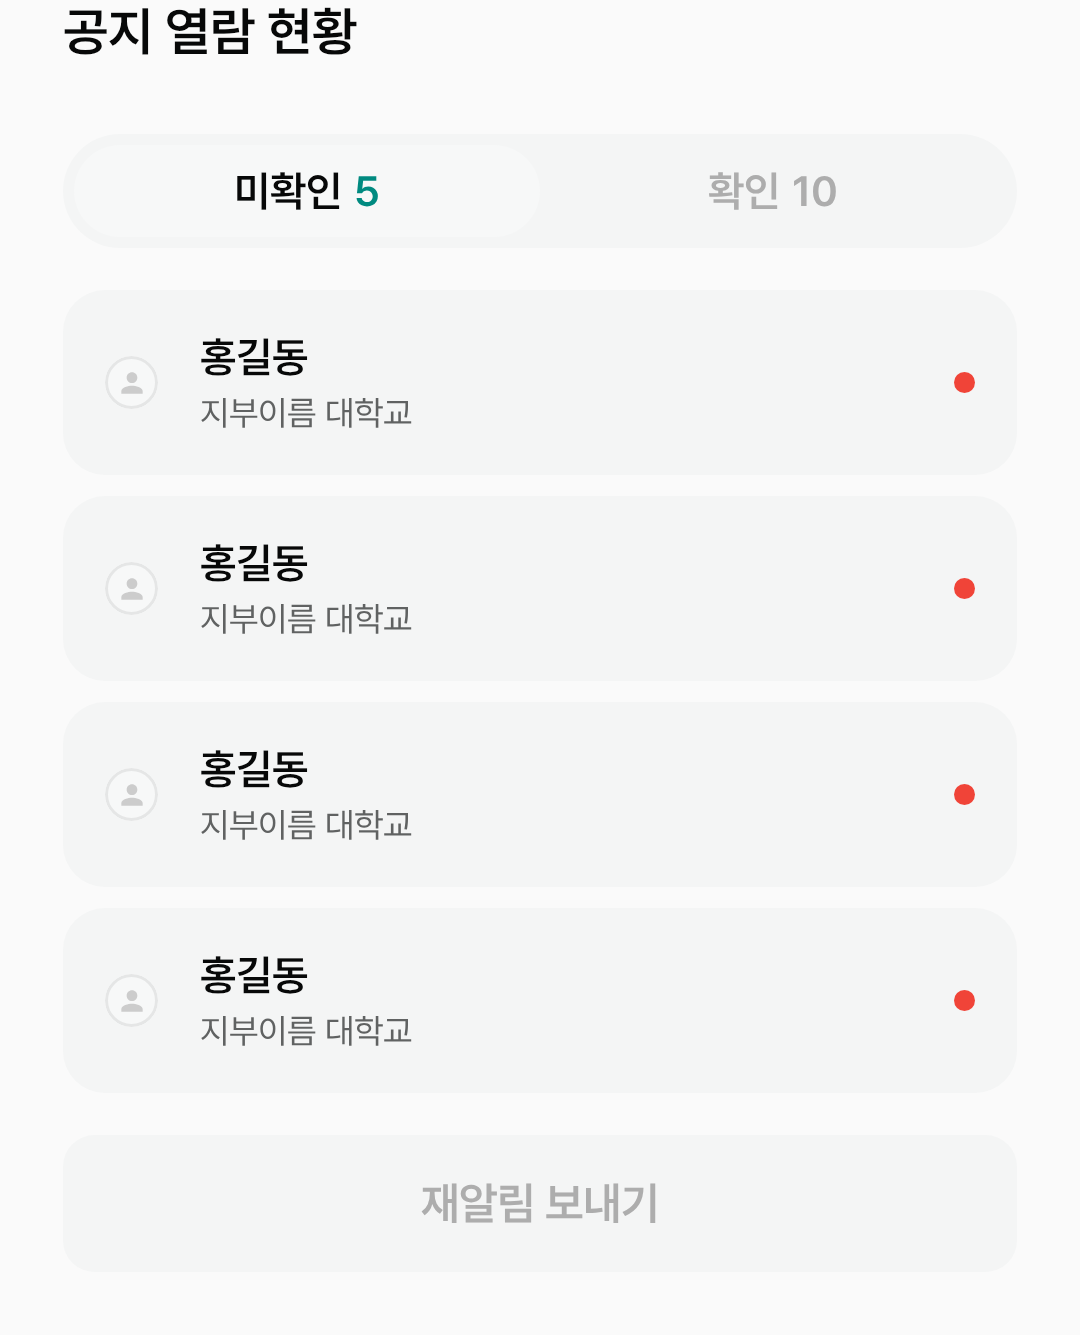 공지 열람 현황
미확인 5
확인 10
홍길동
지부이름 대학교
홍길동
지부이름 대학교
홍길동
지부이름 대학교
홍길동
지부이름 대학교
재알림 보내기